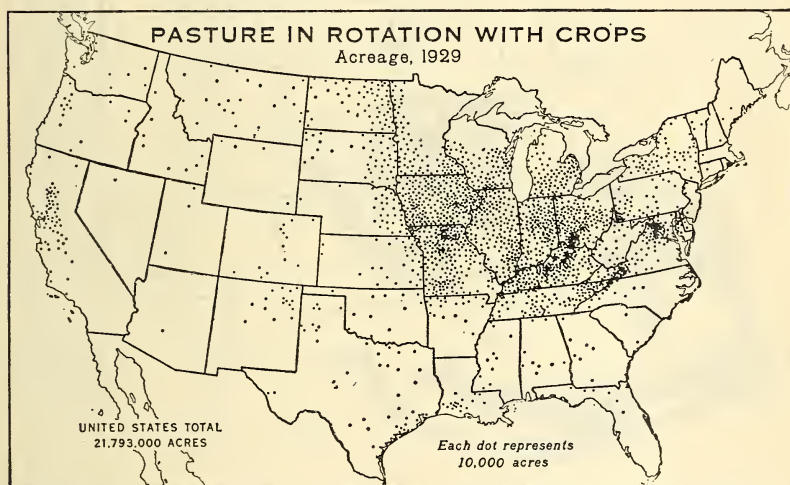 PASTURE IN ROTATION WITH CROPS
Acreage, 1929
UNITED STATES TOTAL
21,793,000 ACRES
Each dot represents
10,000 acres